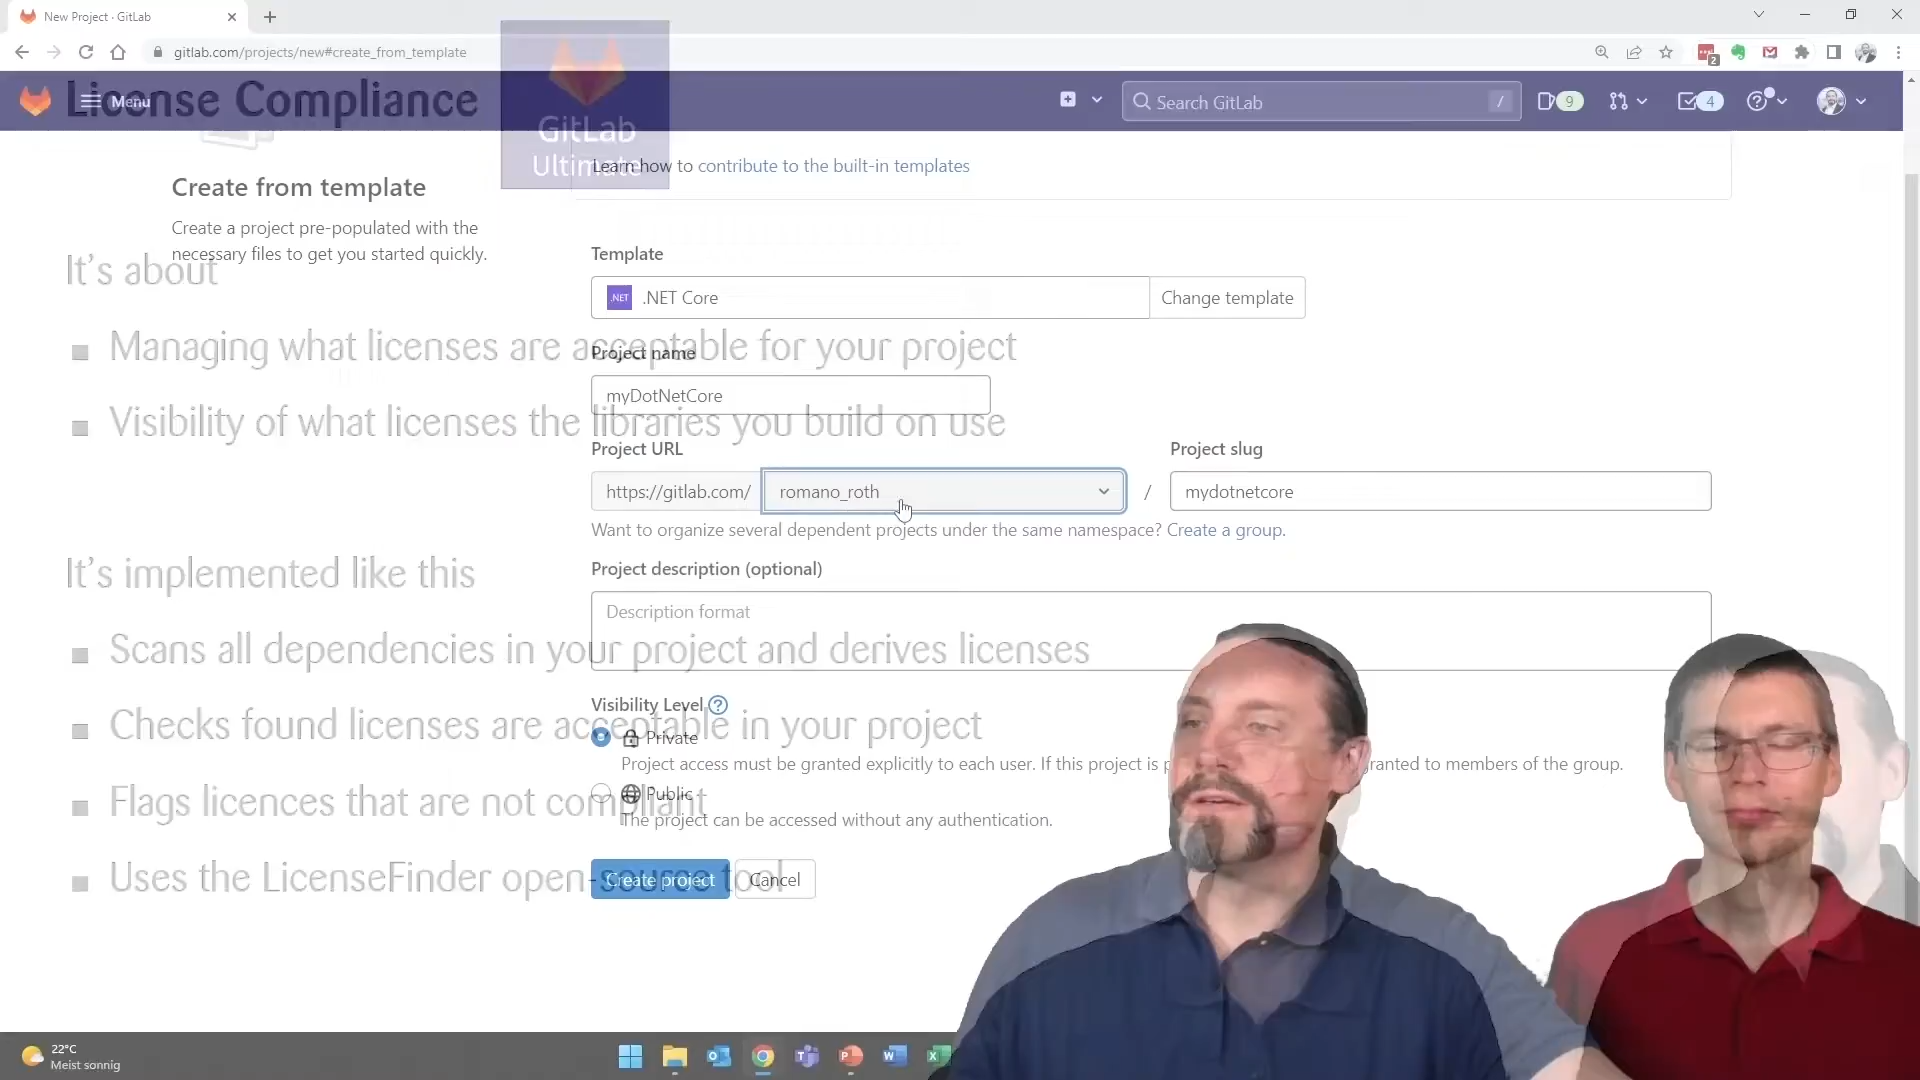 New Project · GitLab
gitlab.com/projects/new#create_from_template
2
License Compliance
Menu
GitLab
Ultimate
Search GitLab
/
9
4
Learn how to contribute to the built-in templates
Create from template
Create a project pre-populated with the
necessary files to get you started quickly.
It's about
Managing what licenses are acceptable for your project
Visibility of what licenses the libraries you build on use
It's implemented like this
Scans all dependencies in your project and derives licenses
Checks found licenses are acceptable in your project
Flags licences that are not compliant
Uses the LicenseFinder open-source tool
Template
.NET
.NET Core
Change template
Project name
myDotNetCore
Project URL
Project slug
https://gitlab.com/
romano_roth
/
mydotnetcore
Want to organize several dependent projects under the same namespace? Create a group.
Project description (optional)
Description format
Visibility Level
?
Private
Project access must be granted explicitly to each user. If this project is granted to members of the group.
Public
The project can be accessed without any authentication.
Create project
Cancel
22°C
Meist sonnig